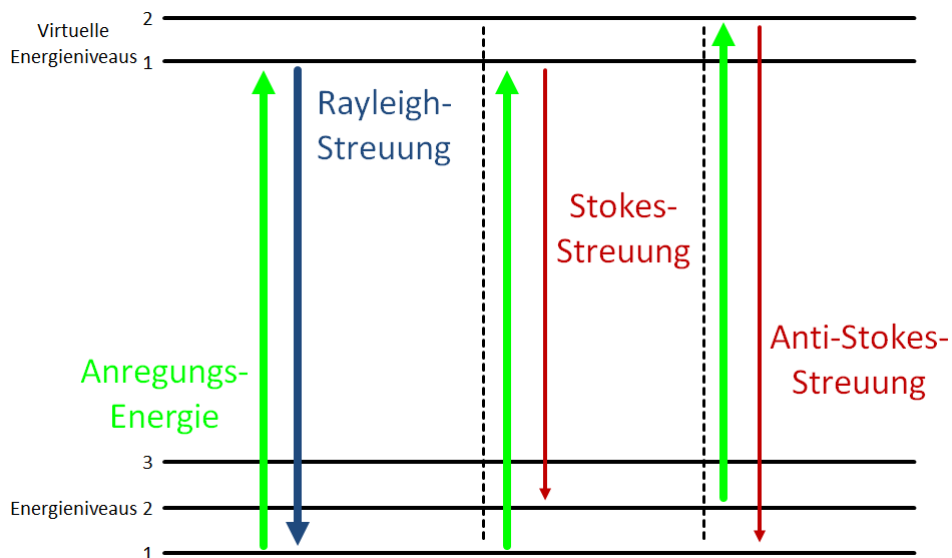 Virtuelle
Energieniveaus
2
1
Rayleigh-
Streuung
Stokes-
Streuung
Anti-Stokes-
Streuung
Anregungs-
Energie
3
Energieniveaus 2
1